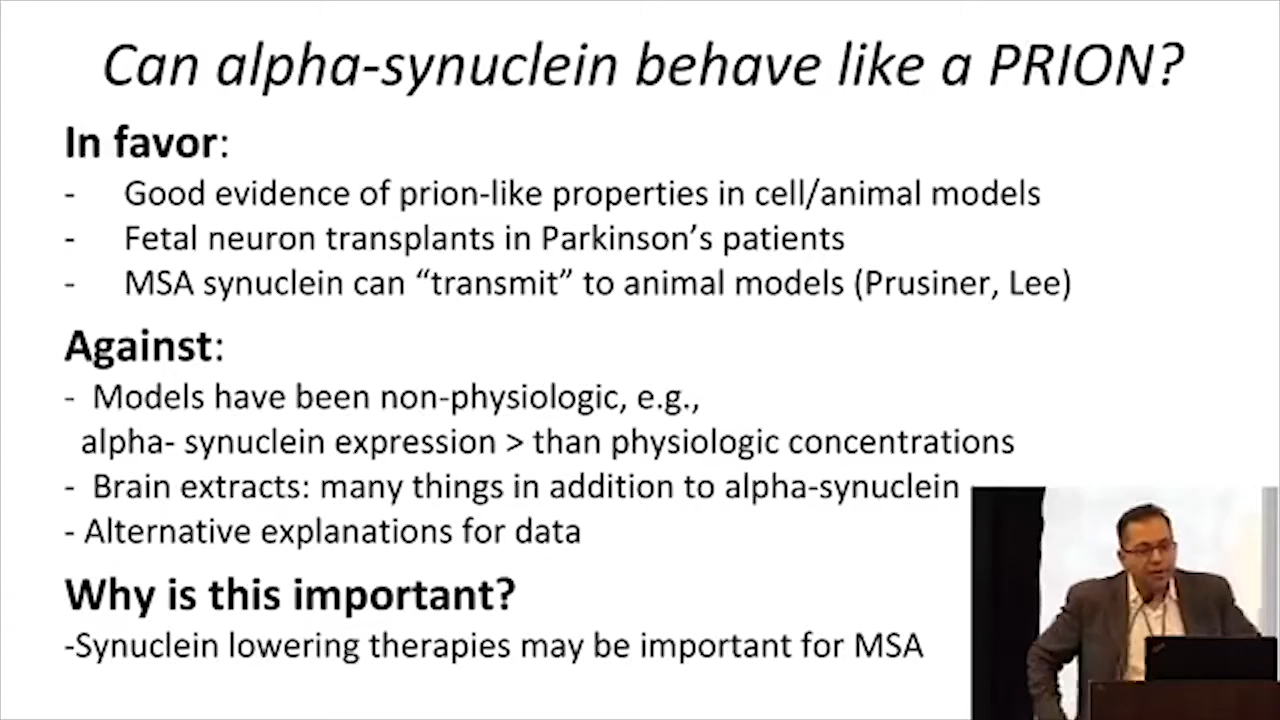 Can alpha-synuclein behave like a PRION?
In favor:
- Good evidence of prion-like properties in cell/animal models
- Fetal neuron transplants in Parkinson’s patients
- MSA synuclein can “transmit” to animal models (Prusiner, Lee)
Against:
- Models have been non-physiologic, e.g.,
alpha- synuclein expression > than physiologic concentrations
- Brain extracts: many things in addition to alpha-synuclein
- Alternative explanations for data
Why is this important?
-Synuclein lowering therapies may be important for MSA